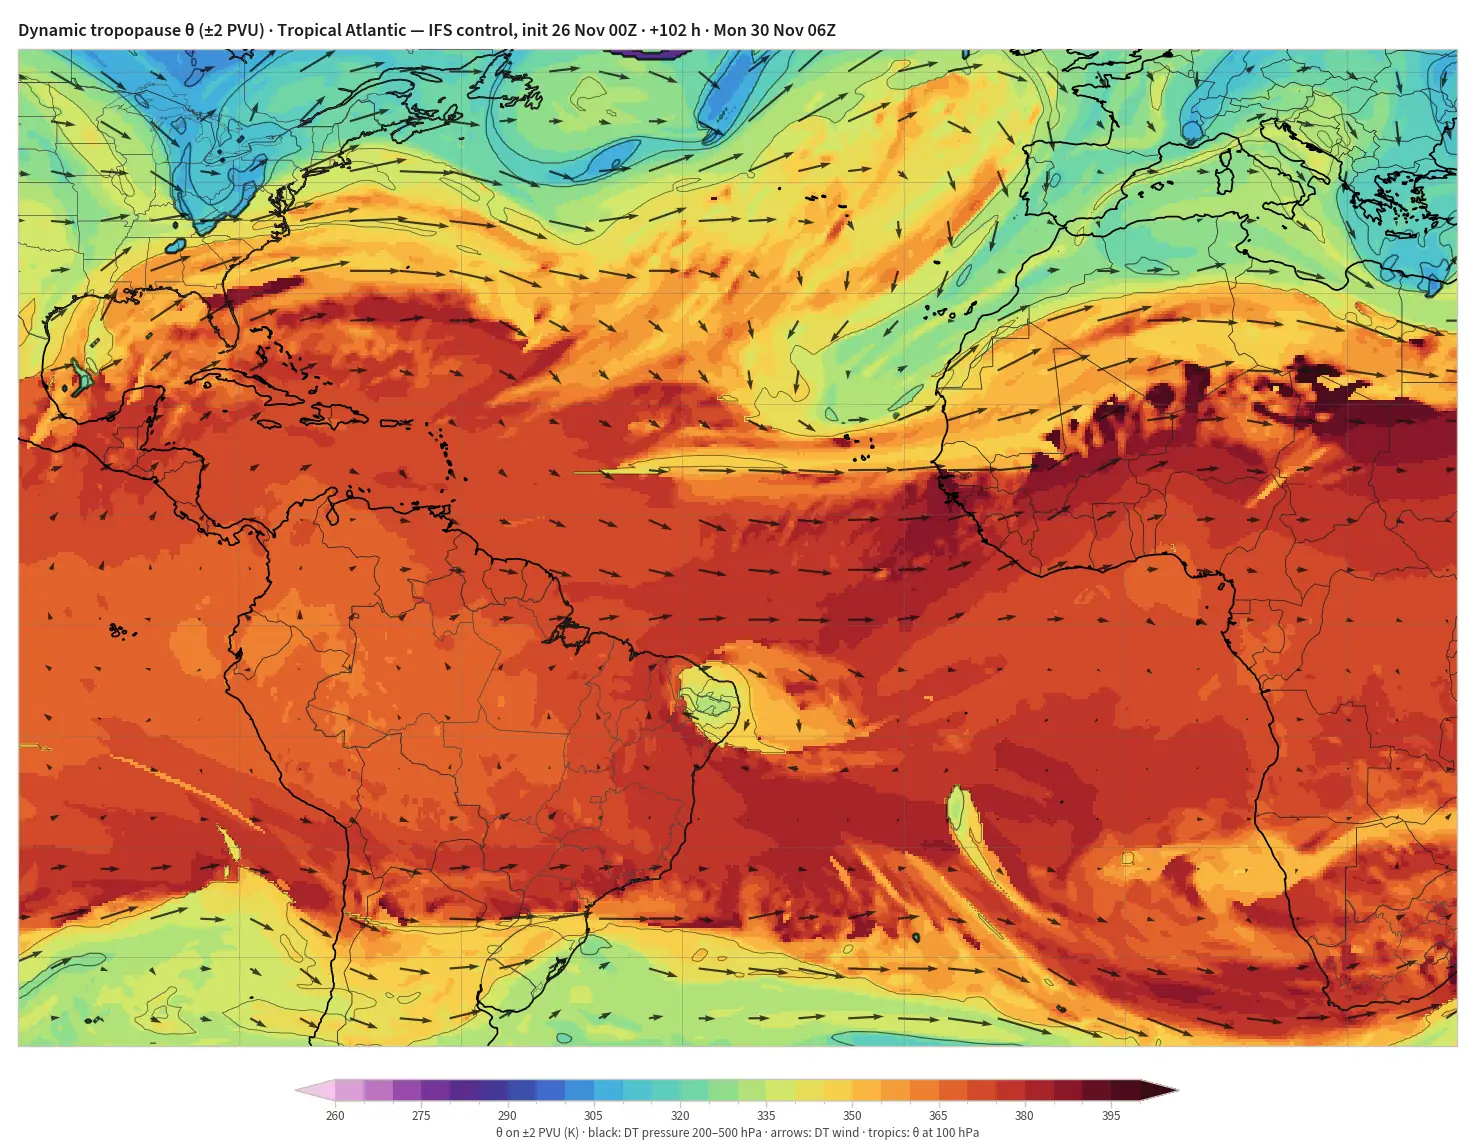 Dynamic tropopause θ (±2 PVU) · Tropical Atlantic — IFS control, init 26 Nov 00Z · +102 h · Mon 30 Nov 06Z
260 275 290 305 320 335 350 365 380 395
θ on ±2 PVU (K) · black: DT pressure 200–500 hPa · arrows: DT wind · tropics: θ at 100 hPa